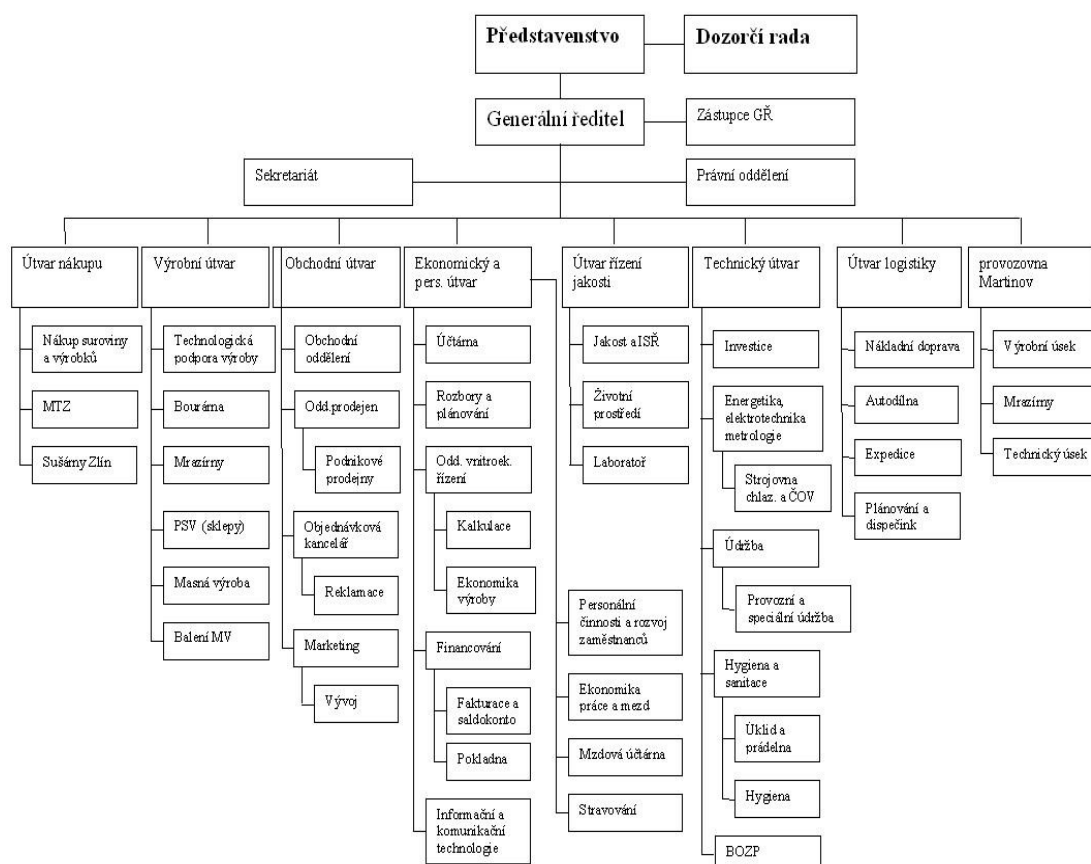 Představenstvo
Dozorčí rada
Generální ředitel
Zástupce GŘ
Sekretariát
Právní oddělení
Útvar nákupu
Výrobní útvar
Obchodní útvar
Ekonomický a
pers. útvar
Útvar řízení
jakosti
Technický útvar
Útvar logistiky
provozovna
Martinov
Nákup suroviny
a výrobků
MTZ
Sušárny Zlín
Technologická
podpora výroby
Bourárna
Mrazírny
PSV (sklepy)
Masná výroba
Balení MV
Obchodní
oddělení
Odd.prodejen
Podnikové
prodejny
Objednávková
kancelář
Reklamace
Marketing
Vývoj
Účtárna
Rozbory a
plánování
Odd. vnitroek.
řízení
Kalkulace
Ekonomika
výroby
Financování
Fakturace a
saldokonto
Pokladna
Informační a
komunikační
technologie
Jakost a ISŘ
Životní
prostředí
Laboratoř
Personální
činnosti a rozvoj
zaměstnanců
Ekonomika
práce a mezd
Mzdová účtárna
Stravování
Investice
Energetika,
elektrotechnika
metrologie
Strojovna
chlaz. a ČOV
Údržba
Provozní a
speciální údržba
Hygiena a
sanitace
Úklid a
prádelna
Hygiena
BOZP
Nákladní doprava
Autodílna
Expedice
Plánování a
dispečink
Výrobní úsek
Mrazírny
Technický úsek